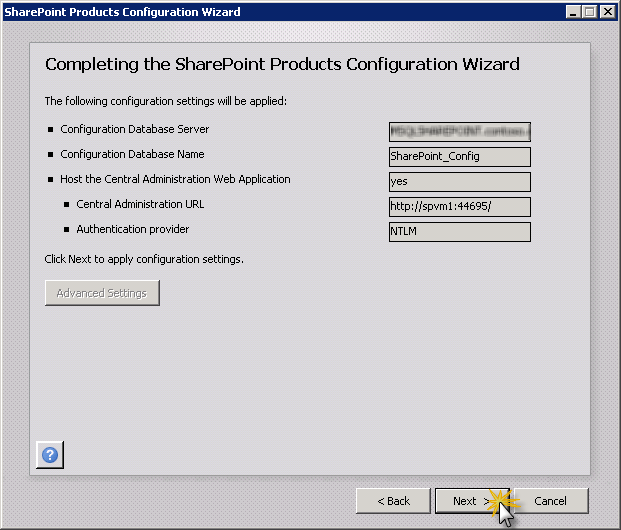 SharePoint Products Configuration Wizard
Completing the SharePoint Products Configuration Wizard
The following configuration settings will be applied:
Configuration Database Server
Configuration Database Name SharePoint_Config
Host the Central Administration Web Application yes
Central Administration URL http://spvm1:44695/
Authentication provider NTLM
Click Next to apply configuration settings.
Advanced Settings
?
< Back Next > Cancel